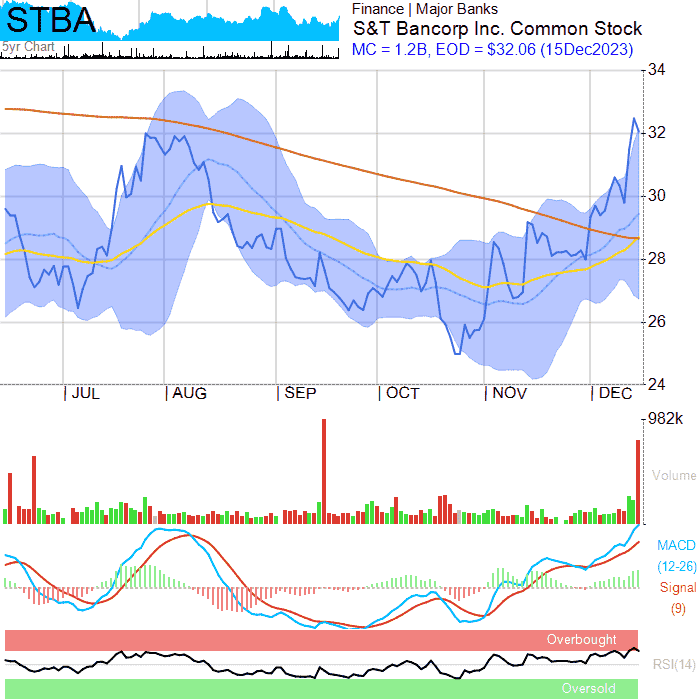 STBA
5yr Chart
Finance | Major Banks
S&T Bancorp Inc. Common Stock
MC = 1.2B, EOD = $32.06 (15Dec2023)
34
32
30
28
26
24
| JUL | AUG | SEP | OCT | NOV | DEC
982k
Volume
MACD
(12-26)
Signal
(9)
Overbought
RSI(14)
Oversold